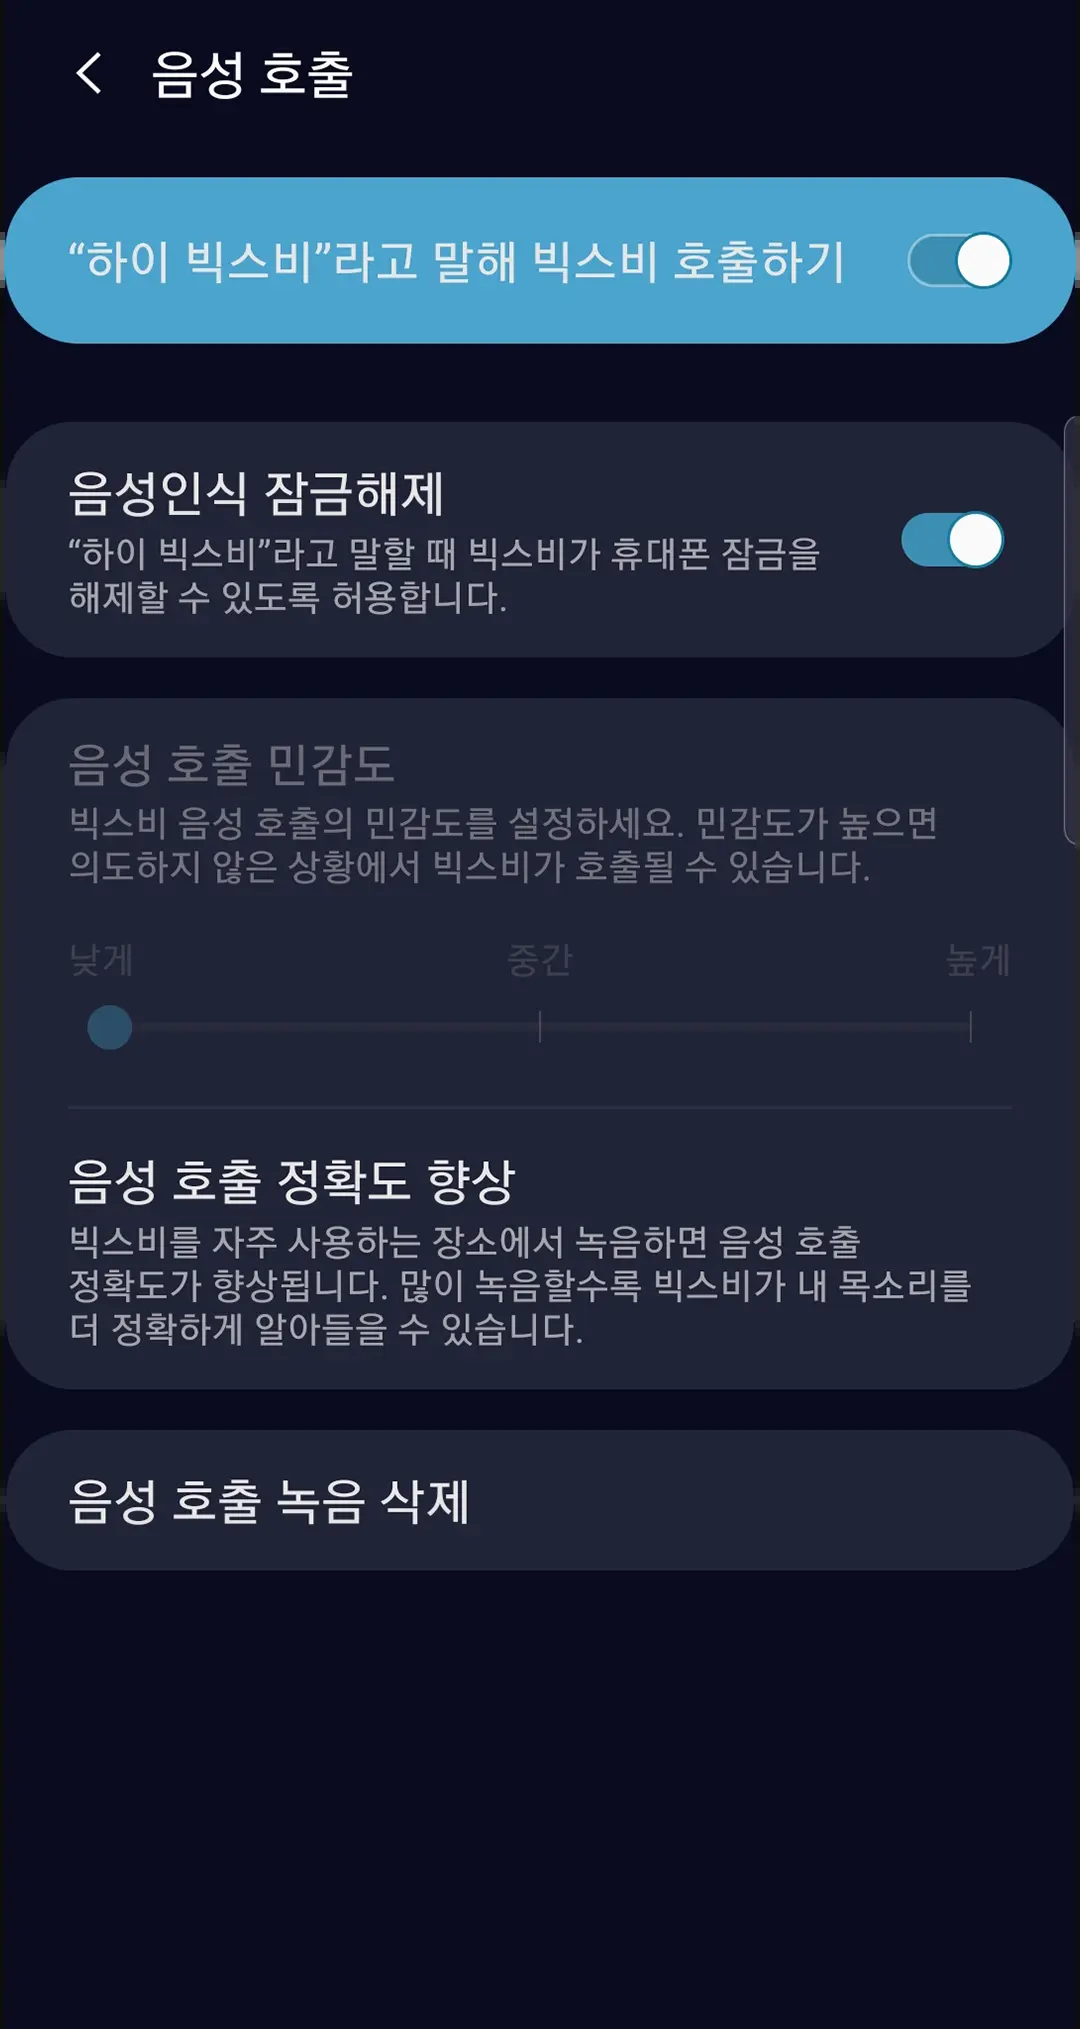 음성 호출
“하이 빅스비”라고 말해 빅스비 호출하기
음성인식 잠금해제
“하이 빅스비”라고 말할 때 빅스비가 휴대폰 잠금을
해제할 수 있도록 허용합니다.
음성 호출 민감도
빅스비 음성 호출의 민감도를 설정하세요. 민감도가 높으면
의도하지 않은 상황에서 빅스비가 호출될 수 있습니다.
낮게 중간 높게
음성 호출 정확도 향상
빅스비를 자주 사용하는 장소에서 녹음하면 음성 호출
정확도가 향상됩니다. 많이 녹음할수록 빅스비가 내 목소리를
더 정확하게 알아들을 수 있습니다.
음성 호출 녹음 삭제